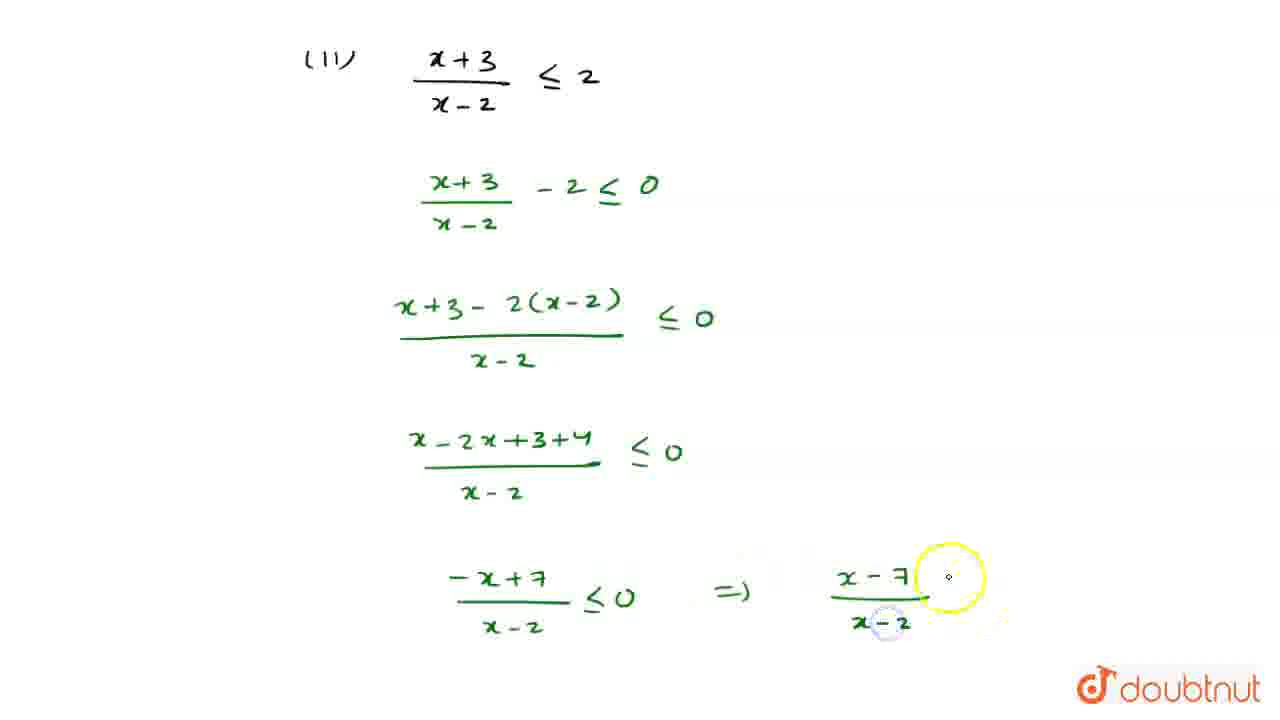 (11) x+3 / x-2 ≤ 2
x+3 / x-2 - 2 ≤ 0
x+3- 2(x-2) / x-2 ≤ 0
x-2x+3+4 / x-2 ≤ 0
-x+7 / x-2 ≤ 0 ⇒ x-7 / x-2
doubtnut